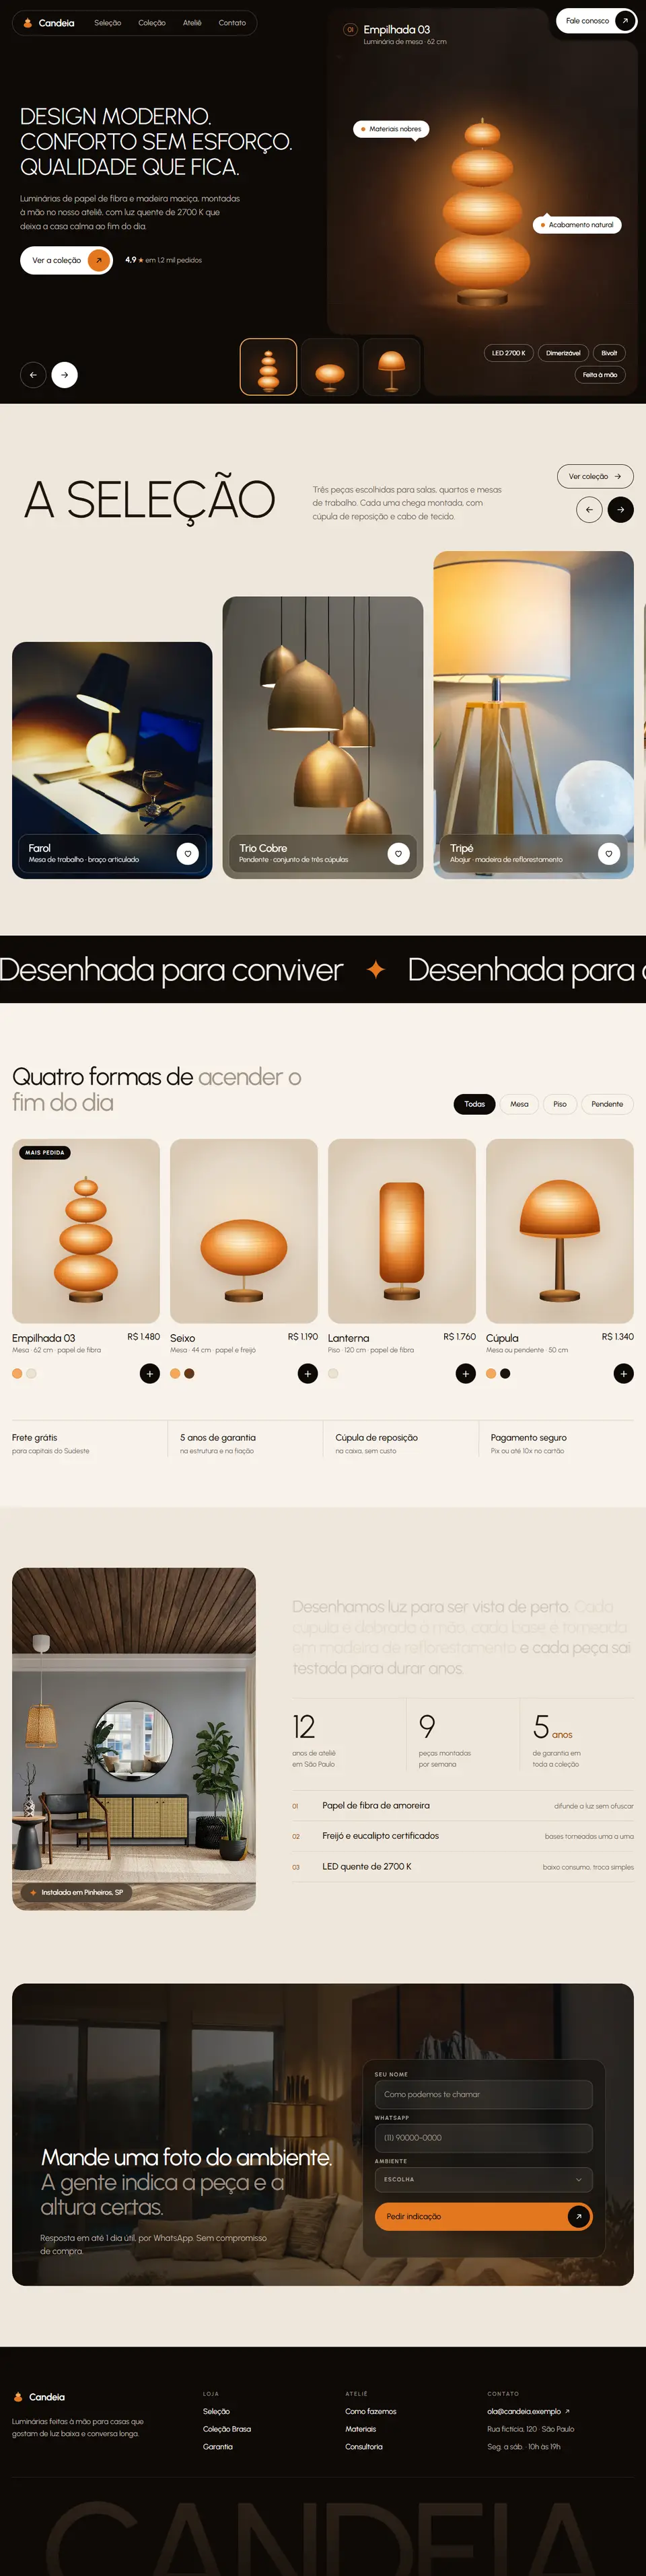 Candeia
Seleção
Coleção
Ateliê
Contato
01
Empilhada 03
Luminária de mesa · 62 cm
Fale conosco
DESIGN MODERNO.
CONFORTO SEM ESFORÇO.
QUALIDADE QUE FICA.
Luminárias de papel de fibra e madeira maciça, montadas
à mão no nosso ateliê, com luz quente de 2700 K que
deixa a casa calma ao fim do dia.
Ver a coleção
4,9 ★ em 1,2 mil pedidos
Materiais nobres
Acabamento natural
LED 2700 K
Dimerizável
Bivolt
Feita à mão
A SELEÇÃO
Três peças escolhidas para salas, quartos e mesas
de trabalho. Cada uma chega montada, com
cúpula de reposição e cabo de tecido.
Ver coleção
Farol
Mesa de trabalho · braço articulado
Trio Cobre
Pendente · conjunto de três cúpulas
Tripé
Abajur · madeira de reflorestamento
Desenhada para conviver ✦ Desenhada para c
Quatro formas de acender o
fim do dia
Todas
Mesa
Piso
Pendente
MAIS PEDIDA
Empilhada 03
R$ 1.480
Mesa · 62 cm · papel de fibra
Seixo
R$ 1.190
Mesa · 44 cm · papel e freijó
Lanterna
R$ 1.760
Piso · 120 cm · papel de fibra
Cúpula
R$ 1.340
Mesa ou pendente · 50 cm
Frete grátis
para capitais do Sudeste
5 anos de garantia
na estrutura e na fiação
Cúpula de reposição
na caixa, sem custo
Pagamento seguro
Pix ou até 10x no cartão
Instalada em Pinheiros, SP
Desenhamos luz para ser vista de perto. Cada
cúpula é dobrada à mão, cada base é torneada
em madeira de reflorestamento e cada peça sai
testada para durar anos.
12
anos de ateliê
em São Paulo
9
peças montadas
por semana
5 anos
de garantia em
toda a coleção
01
Papel de fibra de amoreira
difunde a luz sem ofuscar
02
Freijó e eucalipto certificados
bases torneadas uma a uma
03
LED quente de 2700 K
baixo consumo, troca simples
Mande uma foto do ambiente.
A gente indica a peça e a
altura certas.
Resposta em até 1 dia útil, por WhatsApp. Sem compromisso
de compra.
SEU NOME
Como podemos te chamar
WHATSAPP
(11) 90000-0000
AMBIENTE
ESCOLHA
Pedir indicação
Candeia
Luminárias feitas à mão para casas que
gostam de luz baixa e conversa longa.
LOJA
Seleção
Coleção Brasa
Garantia
ATELIÊ
Como fazemos
Materiais
Consultoria
CONTATO
ola@candeia.exemplo
Rua fictícia, 120 · São Paulo
Seg. a sáb. · 10h às 19h
CANDEIA